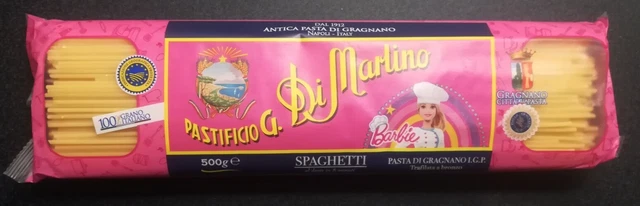 DAL 1912
ANTICA PASTA DI GRAGNANO
NAPOLI - ITALY
Di Martino
PASTIFICIO G.
100% GRANO ITALIANO
Barbie
GRAGNANO
CITTÀ DELLA PASTA
500g e
SPAGHETTI
PASTA DI GRAGNANO I.G.P.
Trafilata a bronzo